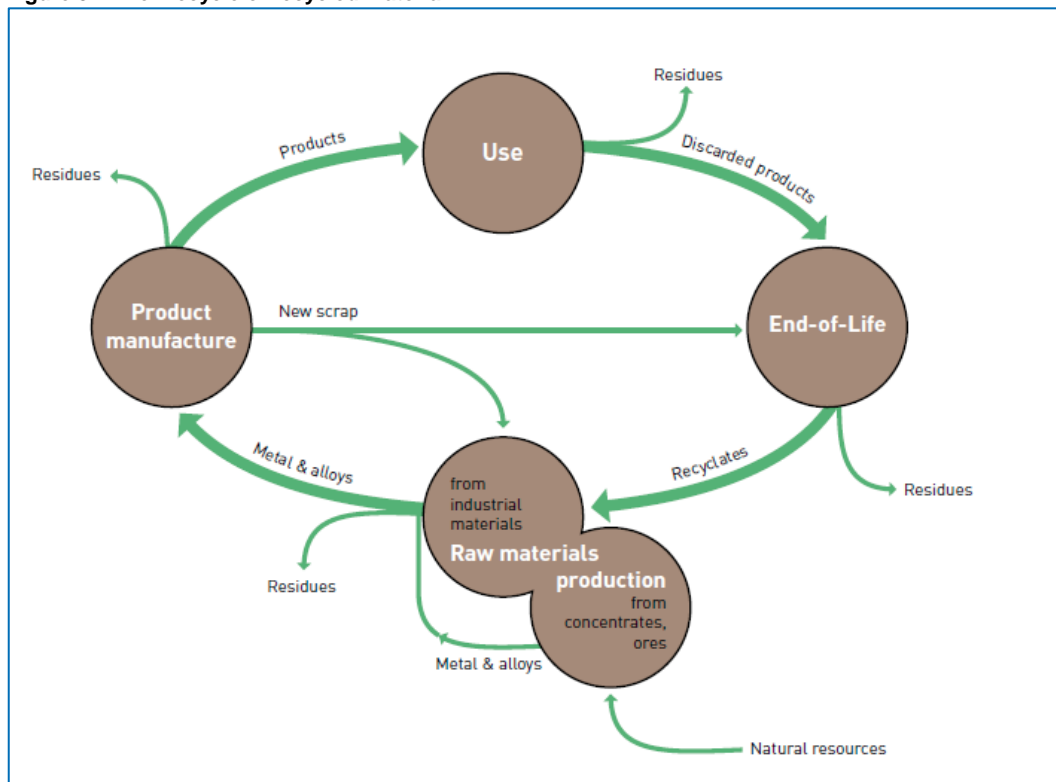 Residues
Products
Use
Discarded products
Residues
Product
manufacture
New scrap
End-of-Life
Metal & alloys
from
industrial
materials
Recyclates
Residues
Raw materials
production
Residues
from
concentrates,
ores
Metal & alloys
Natural resources